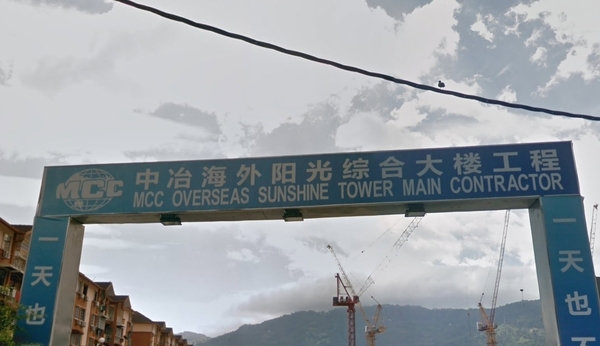 MCC
中冶海外阳光综合大楼工程
MCC OVERSEAS SUNSHINE TOWER MAIN CONTRACTOR
一天也
一天也不